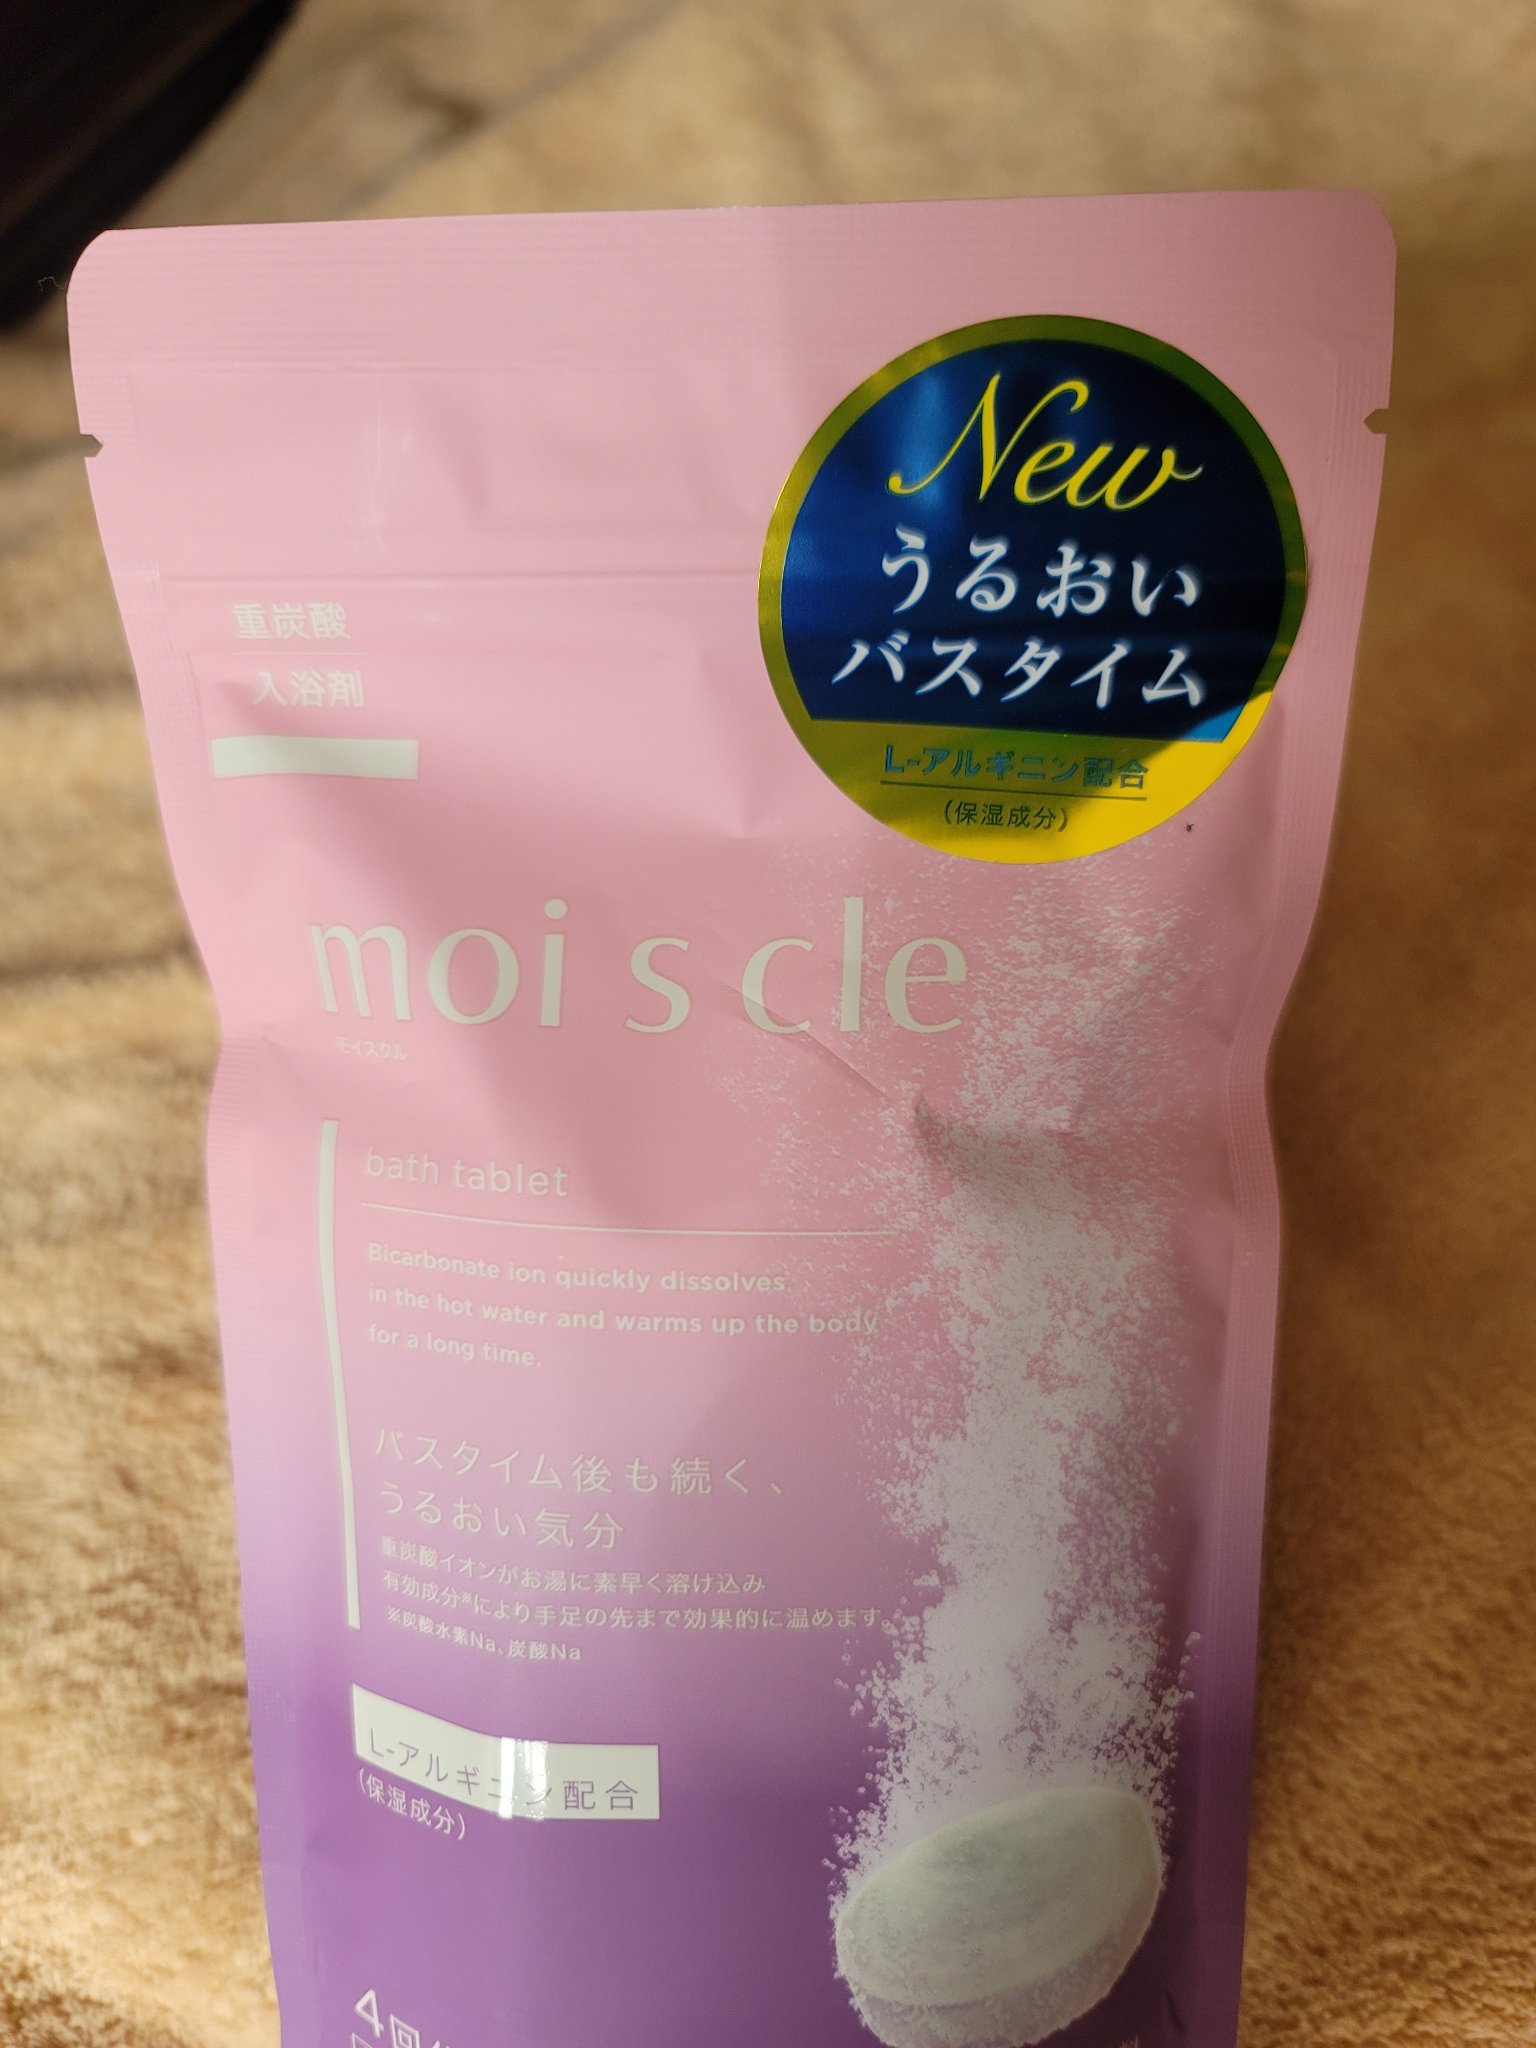 New
うるおい
バスタイム
L-アルギニン配合
(保湿成分)
重炭酸
入浴剤
moiscle
モイスクル
bath tablet
Bicarbonate ion quickly dissolves
in the hot water and warms up the body
for a long time.
バスタイム後も続く、
うるおい気分
重炭酸イオンがお湯に素早く溶け込み
有効成分※により手足の先まで効果的に温めます。
※炭酸水素Na、炭酸Na
L-アルギニン配合
(保湿成分)
4回